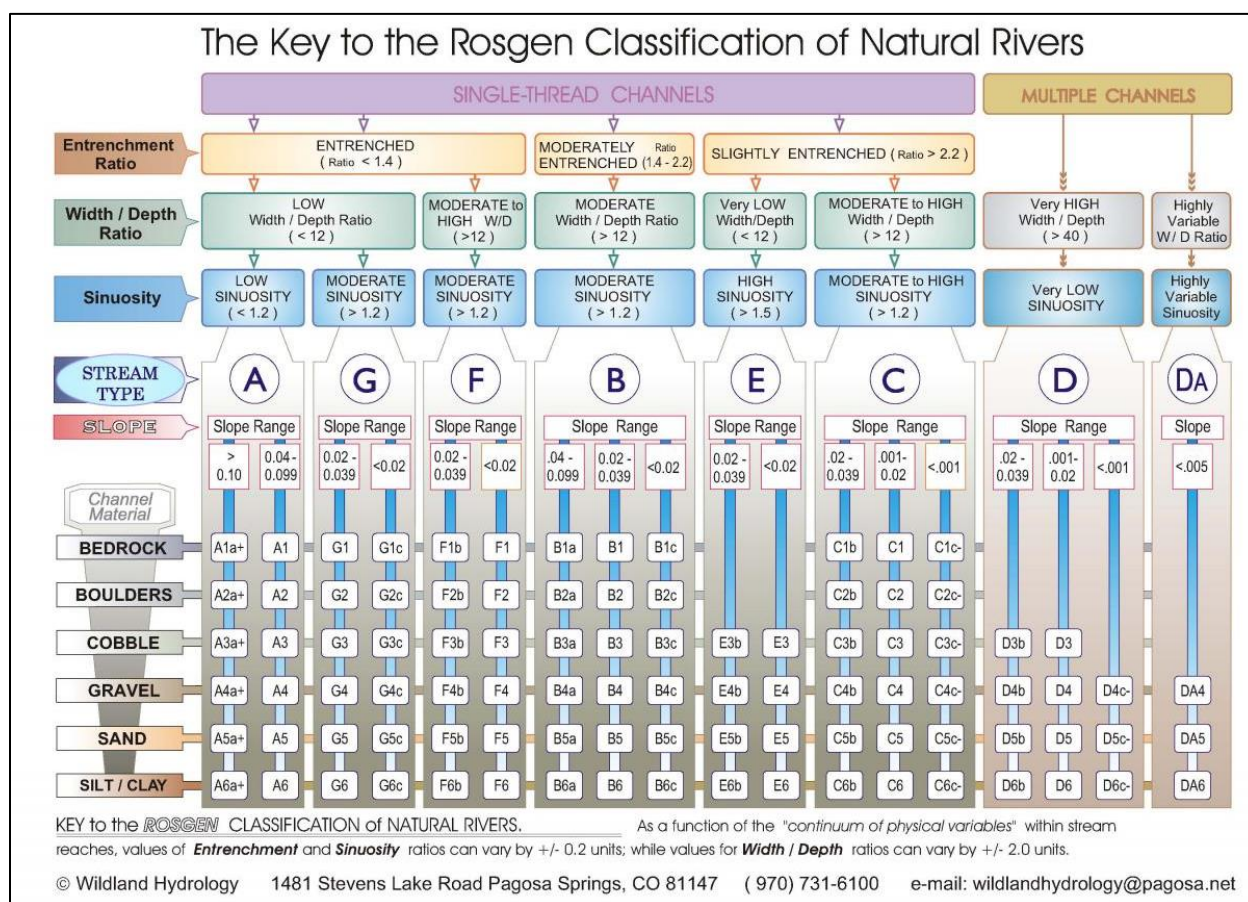 The Key to the Rosgen Classification of Natural Rivers
SINGLE-THREAD CHANNELS
MULTIPLE CHANNELS
Entrenchment
Ratio
ENTRENCHED
( Ratio < 1.4 )
MODERATELY Ratio
ENTRENCHED (1.4 - 2.2)
SLIGHTLY ENTRENCHED ( Ratio > 2.2 )
Width / Depth
Ratio
LOW
Width / Depth Ratio
( < 12 )
MODERATE to
HIGH W/D
( >12 )
MODERATE
Width / Depth Ratio
( > 12 )
Very LOW
Width/Depth
( < 12 )
MODERATE to HIGH
Width / Depth
( > 12 )
Very HIGH
Width / Depth
( > 40 )
Highly
Variable
W / D Ratio
Sinuosity
LOW
SINUOSITY
( < 1.2 )
MODERATE
SINUOSITY
( > 1.2 )
MODERATE
SINUOSITY
( > 1.2 )
MODERATE
SINUOSITY
( > 1.2 )
HIGH
SINUOSITY
( > 1.5 )
MODERATE to HIGH
SINUOSITY
( > 1.2 )
Very LOW
SINUOSITY
Highly
Variable
Sinuosity
STREAM
TYPE
A G F B E C D DA
SLOPE
Slope Range Slope Range Slope Range Slope Range Slope Range Slope Range Slope Range Slope
> 0.10
0.04 - 0.099
0.02 - 0.039
<0.02
0.02 - 0.039
<0.02
.04 - 0.099
0.02 - 0.039
<0.02
0.02 - 0.039
<0.02
.02 - 0.039
.001- 0.02
<.001
.02 - 0.039
.001- 0.02
<.001
<.005
Channel
Material
BEDROCK A1a+ A1 G1 G1c F1b F1 B1a B1 B1c C1b C1 C1c-
BOULDERS A2a+ A2 G2 G2c F2b F2 B2a B2 B2c C2b C2 C2c-
COBBLE A3a+ A3 G3 G3c F3b F3 B3a B3 B3c E3b E3 C3b C3 C3c- D3b D3
GRAVEL A4a+ A4 G4 G4c F4b F4 B4a B4 B4c E4b E4 C4b C4 C4c- D4b D4 D4c- DA4
SAND A5a+ A5 G5 G5c F5b F5 B5a B5 B5c E5b E5 C5b C5 C5c- D5b D5 D5c- DA5
SILT / CLAY A6a+ A6 G6 G6c F6b F6 B6a B6 B6c E6b E6 C6b C6 C6c- D6b D6 D6c- DA6
KEY to the ROSGEN CLASSIFICATION of NATURAL RIVERS. As a function of the "continuum of physical variables" within stream
reaches, values of Entrenchment and Sinuosity ratios can vary by +/- 0.2 units; while values for Width / Depth ratios can vary by +/- 2.0 units.
© Wildland Hydrology 1481 Stevens Lake Road Pagosa Springs, CO 81147 ( 970) 731-6100 e-mail: wildlandhydrology@pagosa.net